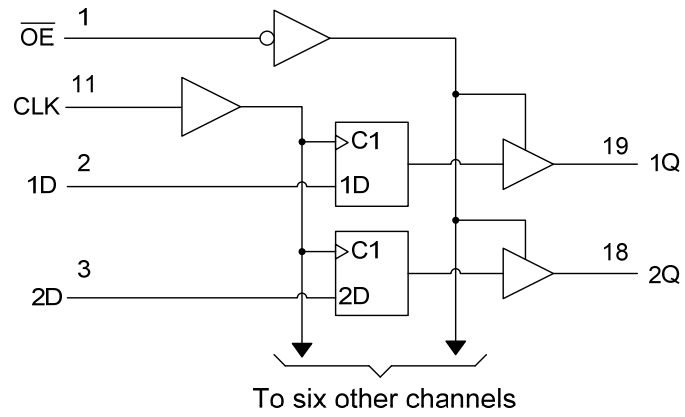 OE 1
11
CLK
C1
2
1D 1D
19
1Q
C1
3
2D 2D
18
2Q
To six other channels